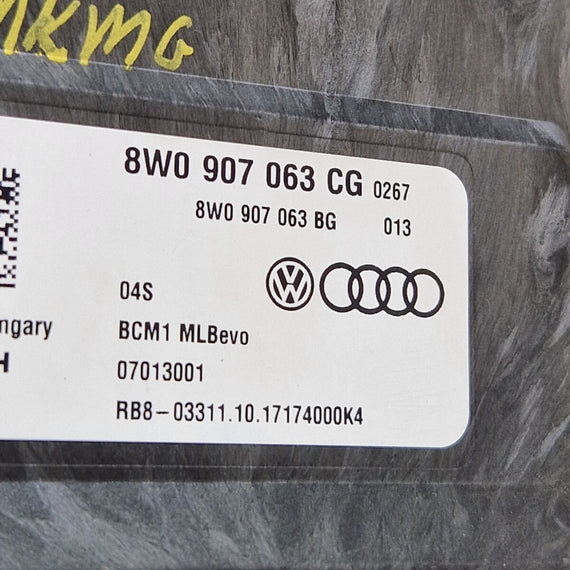 MKMG
8W0 907 063 CG 0267
8W0 907 063 BG 013
04S
BCM1 MLBevo
07013001
RB8-03311.10.17174000K4